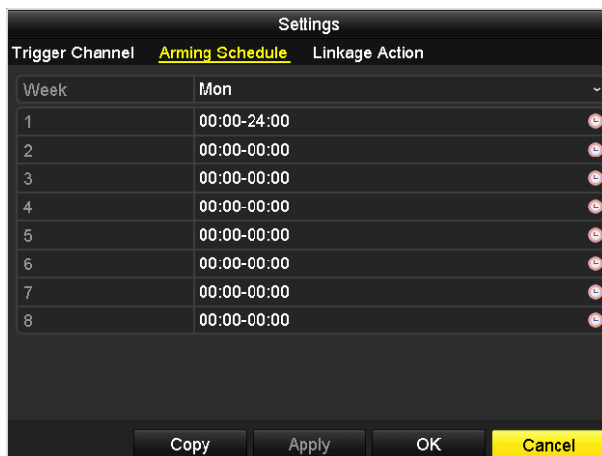 Settings
Trigger Channel Arming Schedule Linkage Action
Week Mon
1 00:00-24:00
2 00:00-00:00
3 00:00-00:00
4 00:00-00:00
5 00:00-00:00
6 00:00-00:00
7 00:00-00:00
8 00:00-00:00
Copy Apply OK Cancel